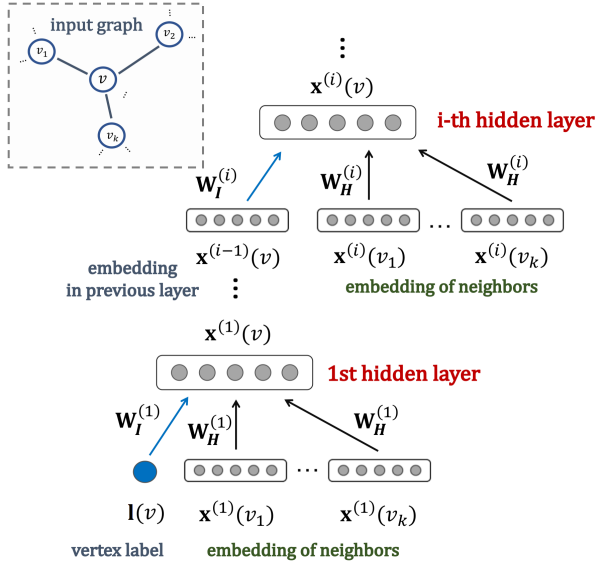 input graph
v₁
v₂
v
vₖ
x⁽ⁱ⁾(v)
i-th hidden layer
W_I⁽ⁱ⁾
W_H⁽ⁱ⁾
W_H⁽ⁱ⁾
x⁽ⁱ⁻¹⁾(v)
x⁽ⁱ⁾(v₁)
...
x⁽ⁱ⁾(vₖ)
embedding
in previous layer
embedding of neighbors
x⁽¹⁾(v)
1st hidden layer
W_I⁽¹⁾
W_H⁽¹⁾
W_H⁽¹⁾
...
l(v)
x⁽¹⁾(v₁)
x⁽¹⁾(vₖ)
vertex label
embedding of neighbors